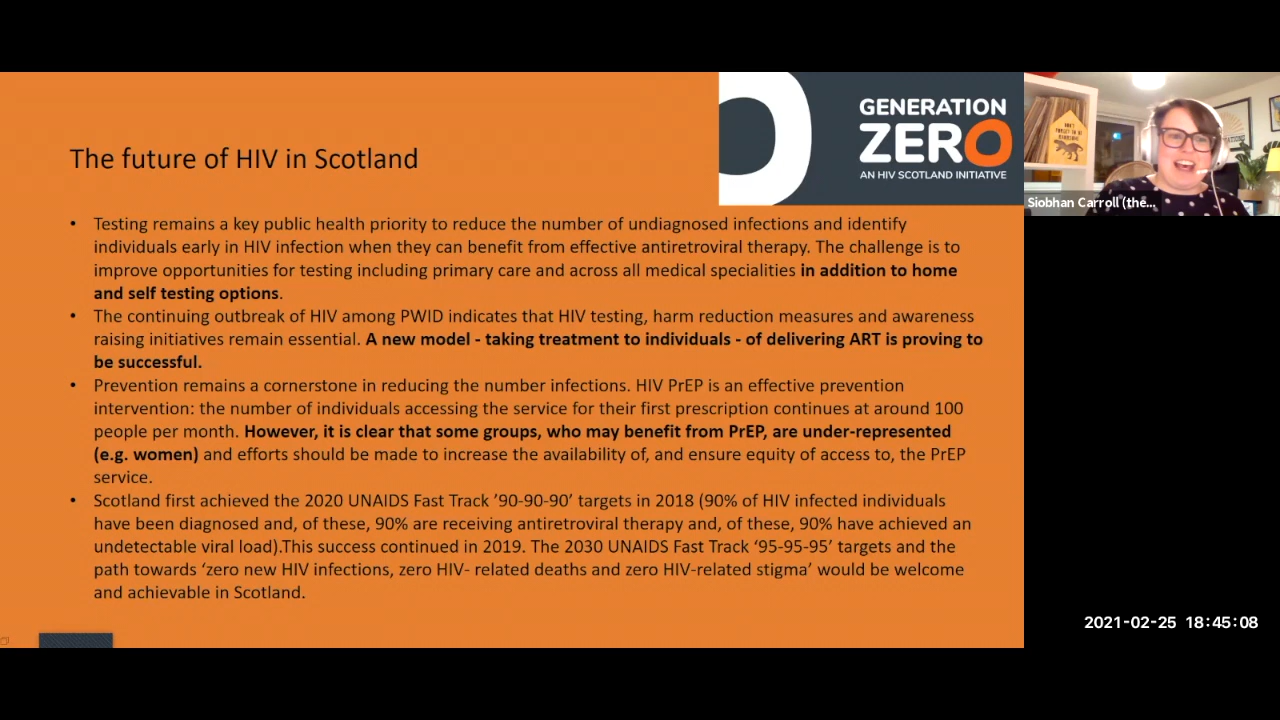 The future of HIV in Scotland
GENERATION
ZERO
AN HIV SCOTLAND INITIATIVE
Siobhan Carroll (the...
• Testing remains a key public health priority to reduce the number of undiagnosed infections and identify
individuals early in HIV infection when they can benefit from effective antiretroviral therapy. The challenge is to
improve opportunities for testing including primary care and across all medical specialities in addition to home
and self testing options.
• The continuing outbreak of HIV among PWID indicates that HIV testing, harm reduction measures and awareness
raising initiatives remain essential. A new model - taking treatment to individuals - of delivering ART is proving to
be successful.
• Prevention remains a cornerstone in reducing the number infections. HIV PrEP is an effective prevention
intervention: the number of individuals accessing the service for their first prescription continues at around 100
people per month. However, it is clear that some groups, who may benefit from PrEP, are under-represented
(e.g. women) and efforts should be made to increase the availability of, and ensure equity of access to, the PrEP
service.
• Scotland first achieved the 2020 UNAIDS Fast Track ’90-90-90’ targets in 2018 (90% of HIV infected individuals
have been diagnosed and, of these, 90% are receiving antiretroviral therapy and, of these, 90% have achieved an
undetectable viral load).This success continued in 2019. The 2030 UNAIDS Fast Track ‘95-95-95’ targets and the
path towards ‘zero new HIV infections, zero HIV- related deaths and zero HIV-related stigma’ would be welcome
and achievable in Scotland.
2021-02-25 18:45:08